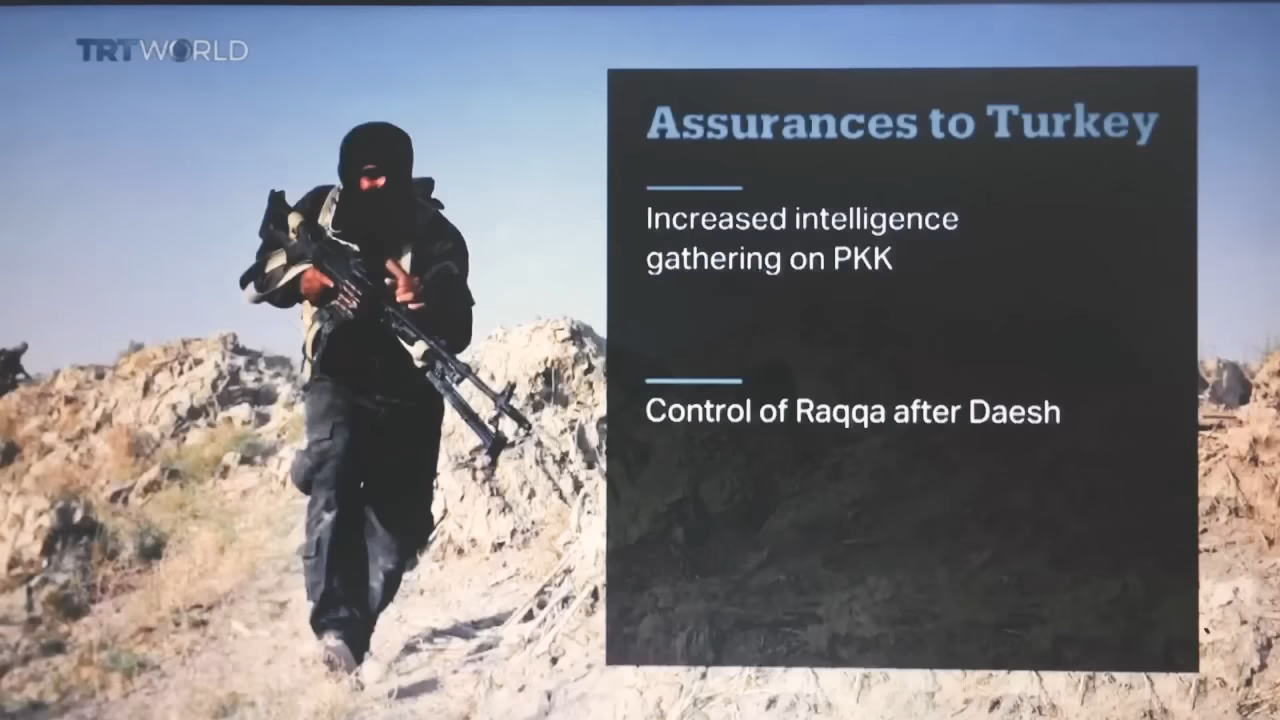 TRT WORLD
Assurances to Turkey
Increased intelligence
gathering on PKK
Control of Raqqa after Daesh